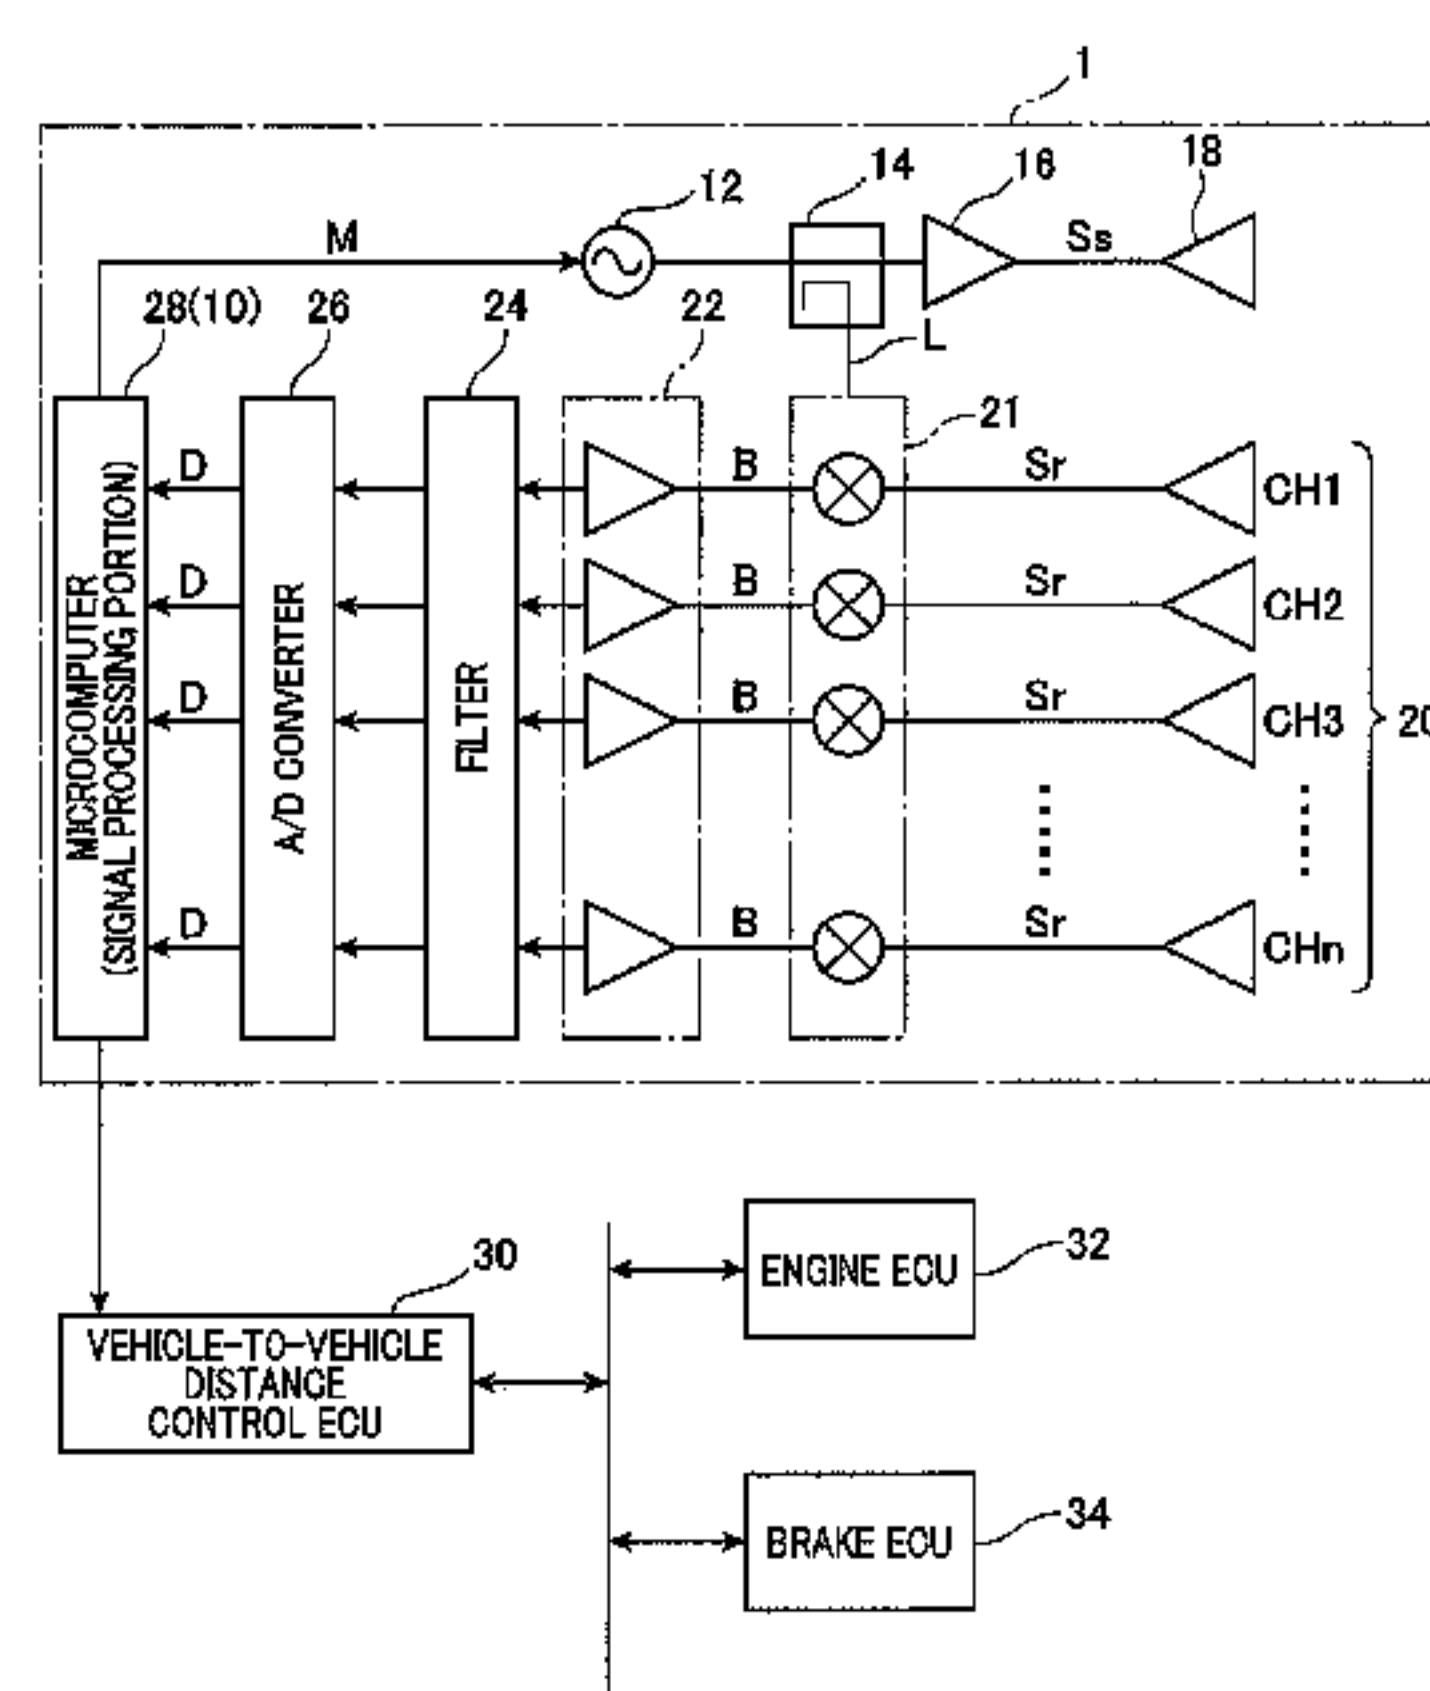 1
12
14
16
18
M
Ss
28(10)
26
24
22
L
21
MICROCOMPUTER
(SIGNAL PROCESSING PORTION)
A/D CONVERTER
FILTER
D
B
Sr
CH1
D
B
Sr
CH2
D
B
Sr
CH3
20
D
B
Sr
CHn
30
VEHICLE-TO-VEHICLE
DISTANCE
CONTROL ECU
ENGINE ECU
32
BRAKE ECU
34